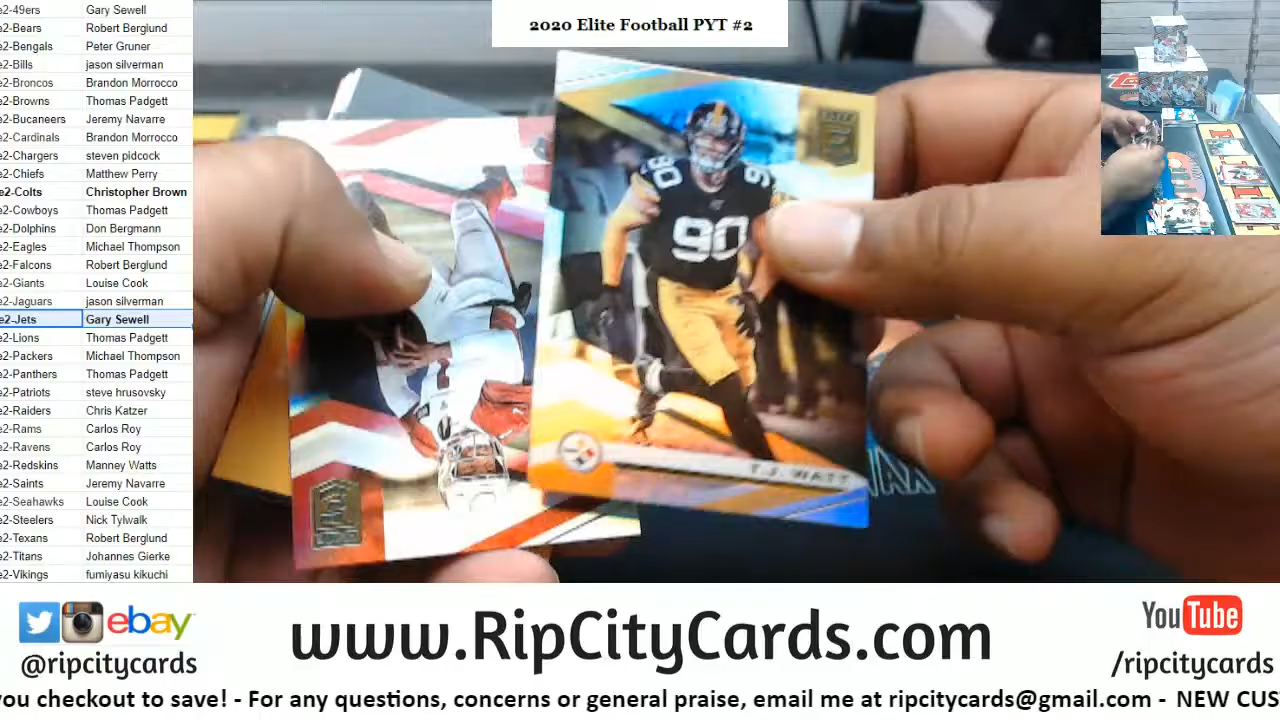 2020 Elite Football PYT #2
e2-49ers Gary Sewell
e2-Bears Robert Berglund
e2-Bengals Peter Gruner
e2-Bills jason silverman
e2-Broncos Brandon Morrocco
e2-Browns Thomas Padgett
e2-Bucaneers Jeremy Navarre
e2-Cardinals Brandon Morrocco
e2-Chargers steven pidcock
e2-Chiefs Matthew Perry
e2-Colts Christopher Brown
e2-Cowboys Thomas Padgett
e2-Dolphins Don Bergmann
e2-Eagles Michael Thompson
e2-Falcons Robert Berglund
e2-Giants Louise Cook
e2-Jaguars jason silverman
e2-Jets Gary Sewell
e2-Lions Thomas Padgett
e2-Packers Michael Thompson
e2-Panthers Thomas Padgett
e2-Patriots steve hrusovsky
e2-Raiders Chris Katzer
e2-Rams Carlos Roy
e2-Ravens Carlos Roy
e2-Redskins Manney Watts
e2-Saints Jeremy Navarre
e2-Seahawks Louise Cook
e2-Steelers Nick Tylwalk
e2-Texans Robert Berglund
e2-Titans Johannes Gierke
e2-Vikings fumiyasu kikuchi
90
90
T.J. WATT
ebay
@ripcitycards
www.RipCityCards.com
YouTube
/ripcitycards
you checkout to save! - For any questions, concerns or general praise, email me at ripcitycards@gmail.com - NEW CUS